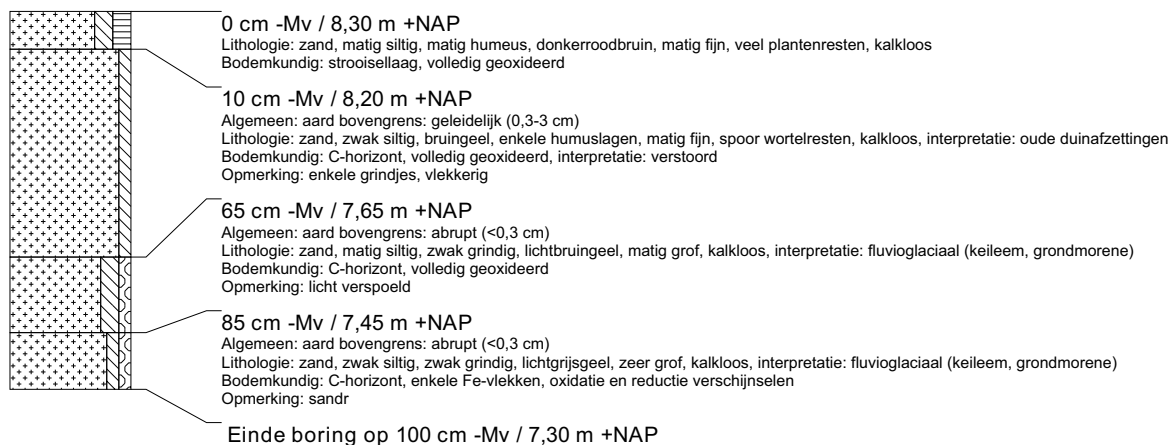 0 cm -Mv / 8,30 m +NAP
Lithologie: zand, matig siltig, matig humeus, donkerroodbruin, matig fijn, veel plantenresten, kalkloos
Bodemkundig: strooisellaag, volledig geoxideerd
10 cm -Mv / 8,20 m +NAP
Algemeen: aard bovengrens: geleidelijk (0,3-3 cm)
Lithologie: zand, zwak siltig, bruingeel, enkele humuslagen, matig fijn, spoor wortelresten, kalkloos, interpretatie: oude duinafzettingen
Bodemkundig: C-horizont, volledig geoxideerd, interpretatie: verstoord
Opmerking: enkele grindjes, vlekkerig
65 cm -Mv / 7,65 m +NAP
Algemeen: aard bovengrens: abrupt (<0,3 cm)
Lithologie: zand, matig siltig, zwak grindig, lichtbruingeel, matig grof, kalkloos, interpretatie: fluvioglaciaal (keileem, grondmorene)
Bodemkundig: C-horizont, volledig geoxideerd
Opmerking: licht verspoeld
85 cm -Mv / 7,45 m +NAP
Algemeen: aard bovengrens: abrupt (<0,3 cm)
Lithologie: zand, zwak siltig, zwak grindig, lichtgrijsgeel, zeer grof, kalkloos, interpretatie: fluvioglaciaal (keileem, grondmorene)
Bodemkundig: C-horizont, enkele Fe-vlekken, oxidatie en reductie verschijnselen
Opmerking: sandr
Einde boring op 100 cm -Mv / 7,30 m +NAP